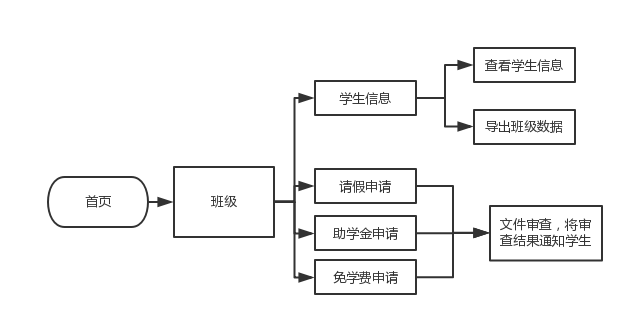 首页
班级
学生信息
查看学生信息
导出班级数据
请假申请
助学金申请
免学费申请
文件审查，将审
查结果通知学生